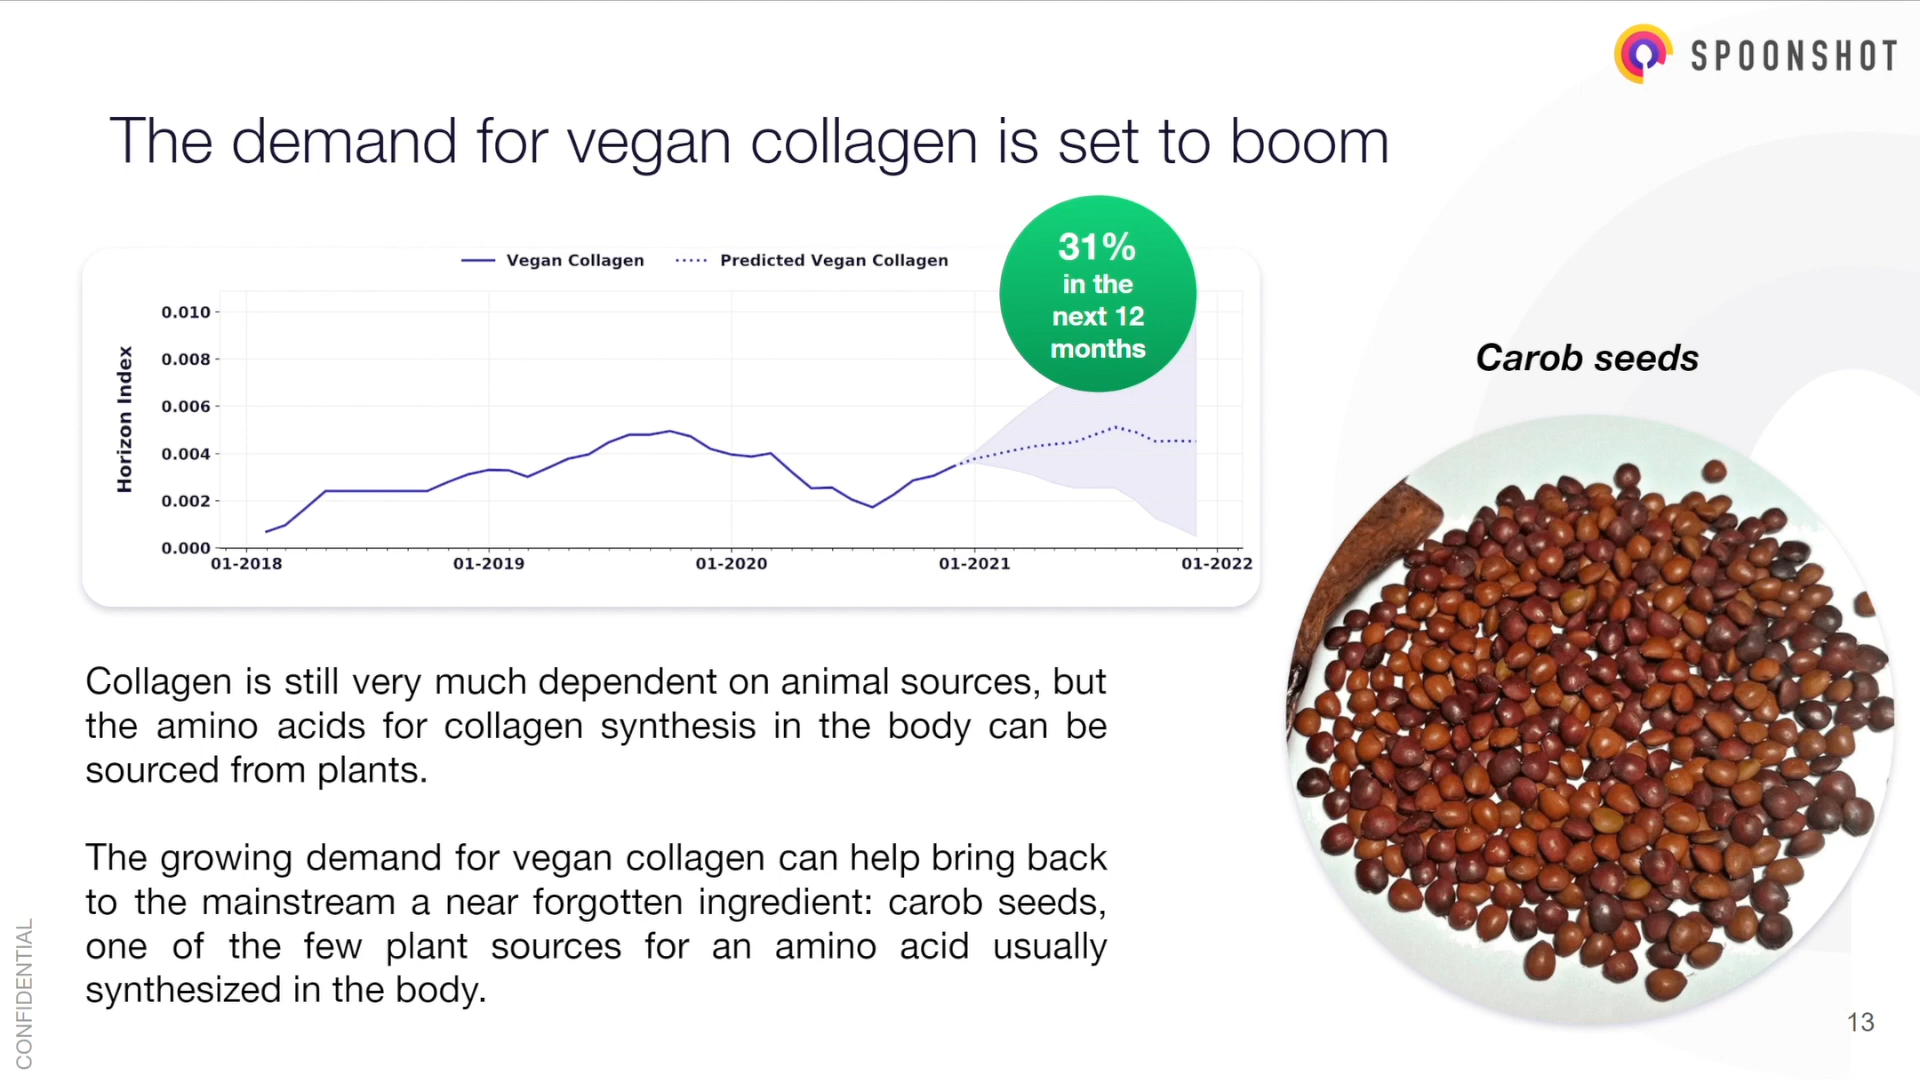 SPOONSHOT
The demand for vegan collagen is set to boom
31%
in the
next 12
months
Vegan Collagen
Predicted Vegan Collagen
Horizon Index
0.010
0.008
0.006
0.004
0.002
0.000
01-2018
01-2019
01-2020
01-2021
01-2022
Carob seeds
Collagen is still very much dependent on animal sources, but
the amino acids for collagen synthesis in the body can be
sourced from plants.
The growing demand for vegan collagen can help bring back
to the mainstream a near forgotten ingredient: carob seeds,
one of the few plant sources for an amino acid usually
synthesized in the body.
CONFIDENTIAL
13